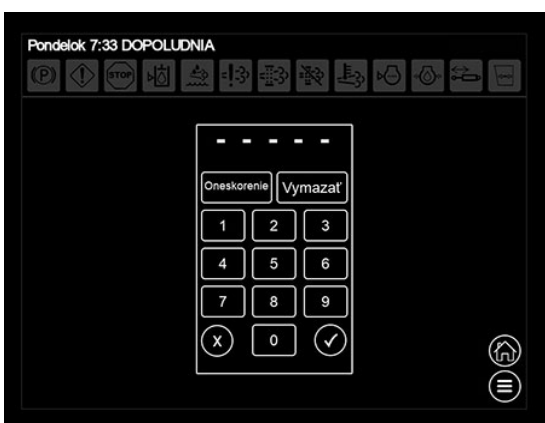 Pondelok 7:33 DOPOLUDNIA
P STOP
- - - - -
Oneskorenie Vymazať
1 2 3
4 5 6
7 8 9
X 0